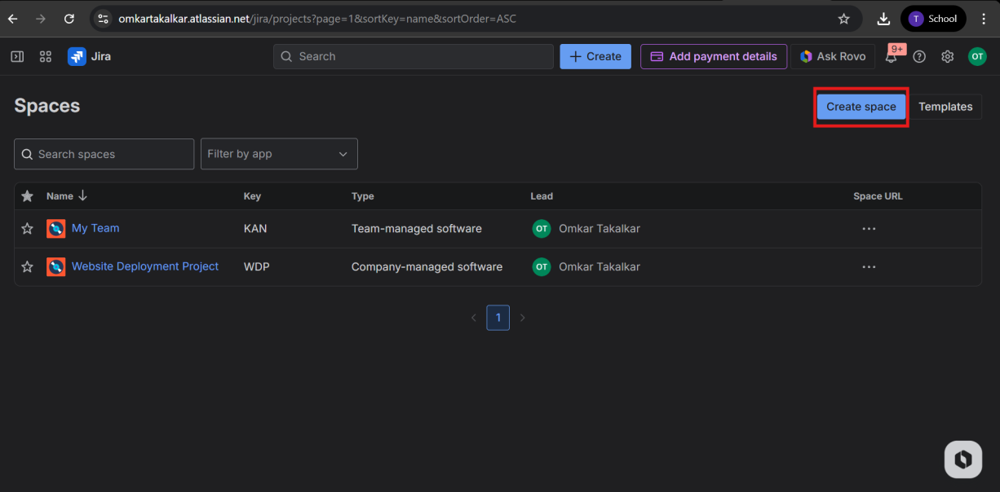 omkartakalkar.atlassian.net/jira/projects?page=1&sortKey=name&sortOrder=ASC
T School
Jira
Search
+ Create
Add payment details
Ask Rovo
9+
OT
Spaces
Create space
Templates
Search spaces
Filter by app
Name Key Type Lead Space URL
My Team KAN Team-managed software OT Omkar Takalkar
Website Deployment Project WDP Company-managed software OT Omkar Takalkar
1